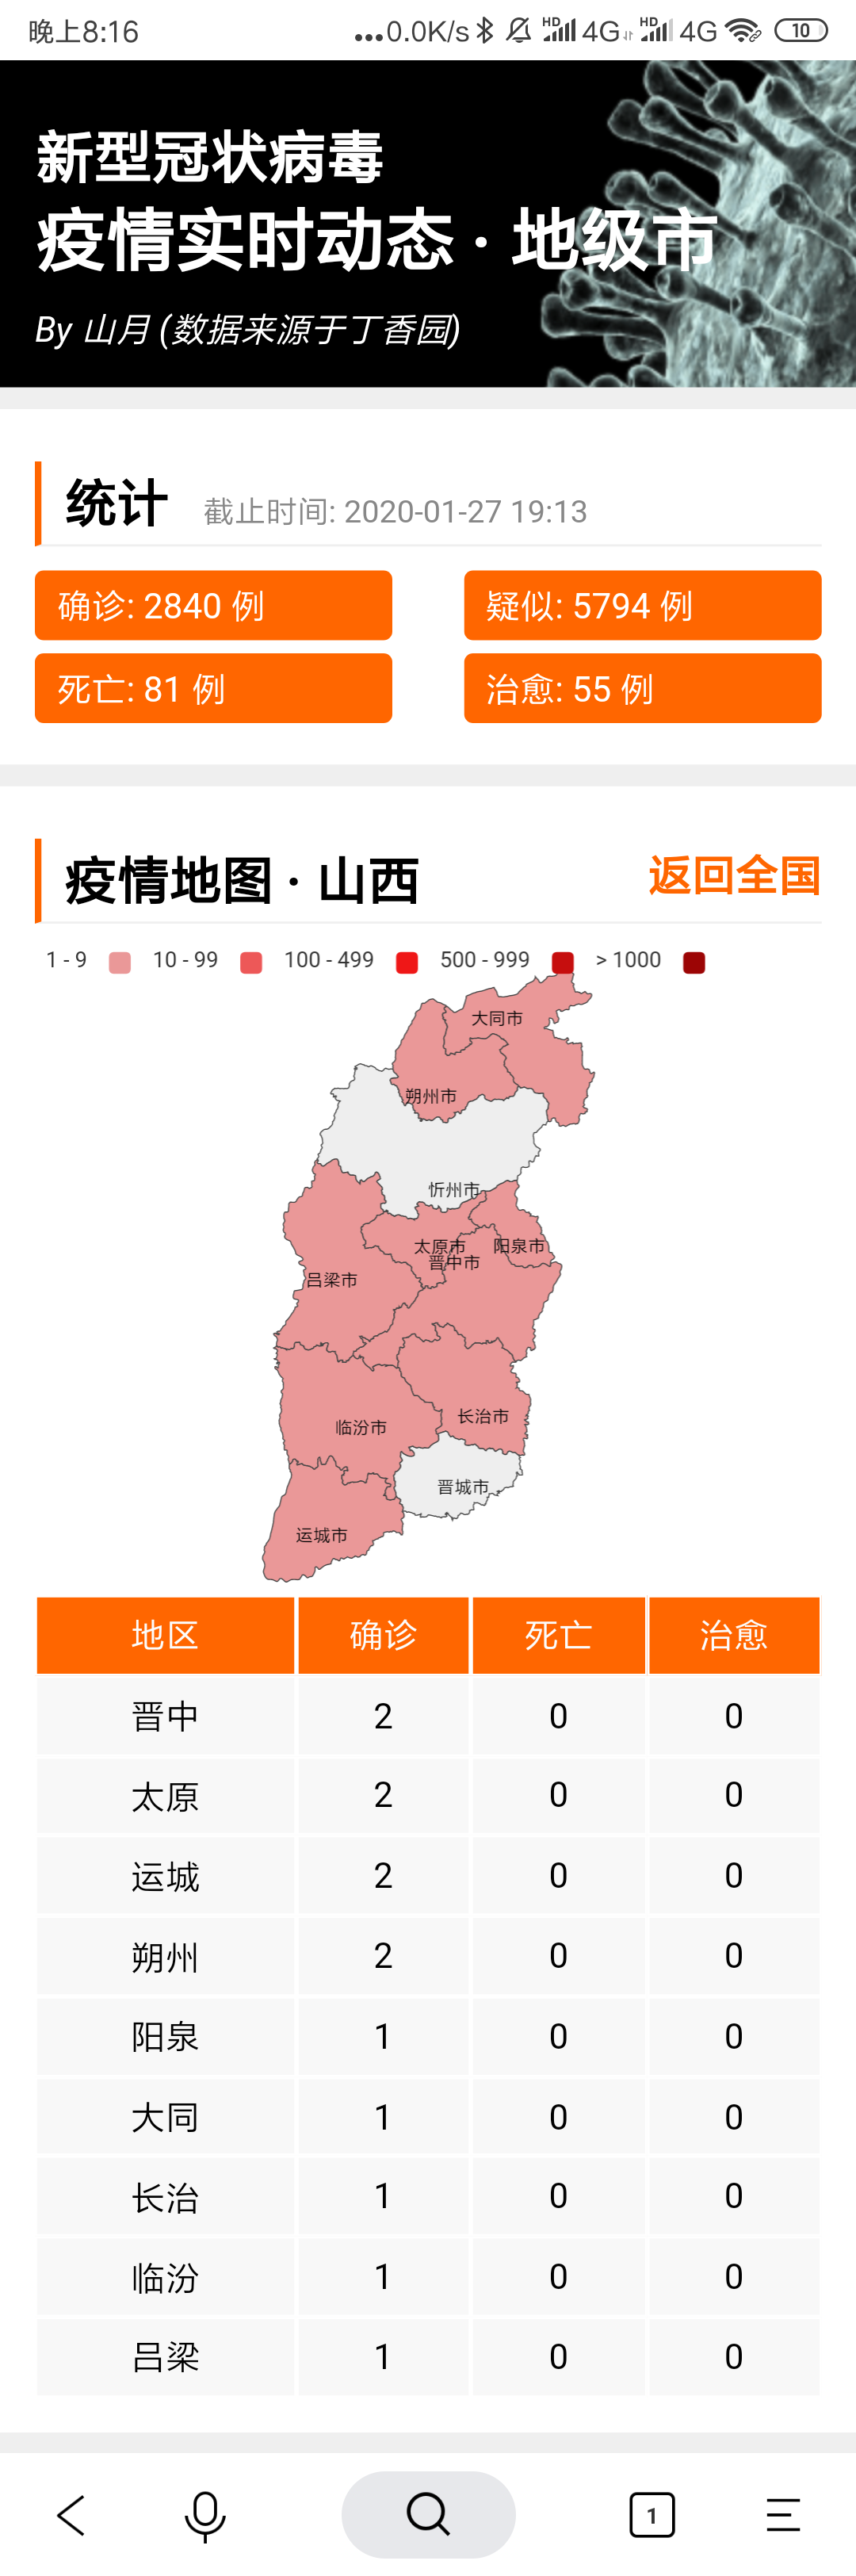 晚上8:16
...0.0K/s HD 4G HD 4G 10
新型冠状病毒
疫情实时动态 · 地级市
By 山月 (数据来源于丁香园)
统计 截止时间: 2020-01-27 19:13
确诊: 2840 例 疑似: 5794 例
死亡: 81 例 治愈: 55 例
疫情地图 · 山西 返回全国
1 - 9 10 - 99 100 - 499 500 - 999 > 1000
大同市
朔州市
忻州市
太原市 阳泉市
晋中市
吕梁市
长治市
临汾市
晋城市
运城市
地区 确诊 死亡 治愈
晋中 2 0 0
太原 2 0 0
运城 2 0 0
朔州 2 0 0
阳泉 1 0 0
大同 1 0 0
长治 1 0 0
临汾 1 0 0
吕梁 1 0 0
1